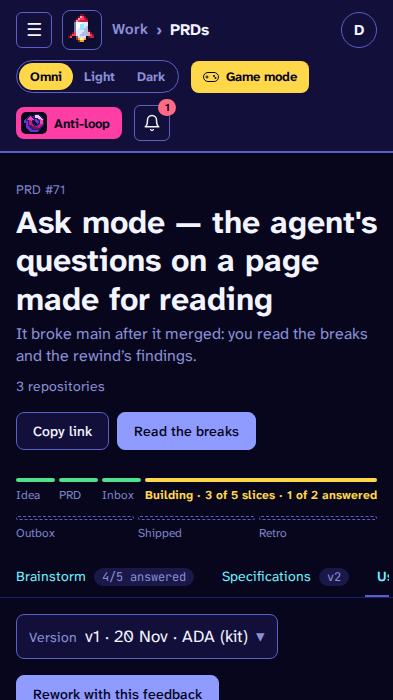 ☰ Work › PRDs D
Omni Light Dark Game mode
Anti-loop 1
PRD #71
Ask mode — the agent's
questions on a page
made for reading
It broke main after it merged: you read the breaks
and the rewind's findings.
3 repositories
Copy link Read the breaks
Idea PRD Inbox Building · 3 of 5 slices · 1 of 2 answered
Outbox Shipped Retro
Brainstorm 4/5 answered Specifications v2
Version v1 · 20 Nov · ADA (kit) ▾
Rework with this feedback